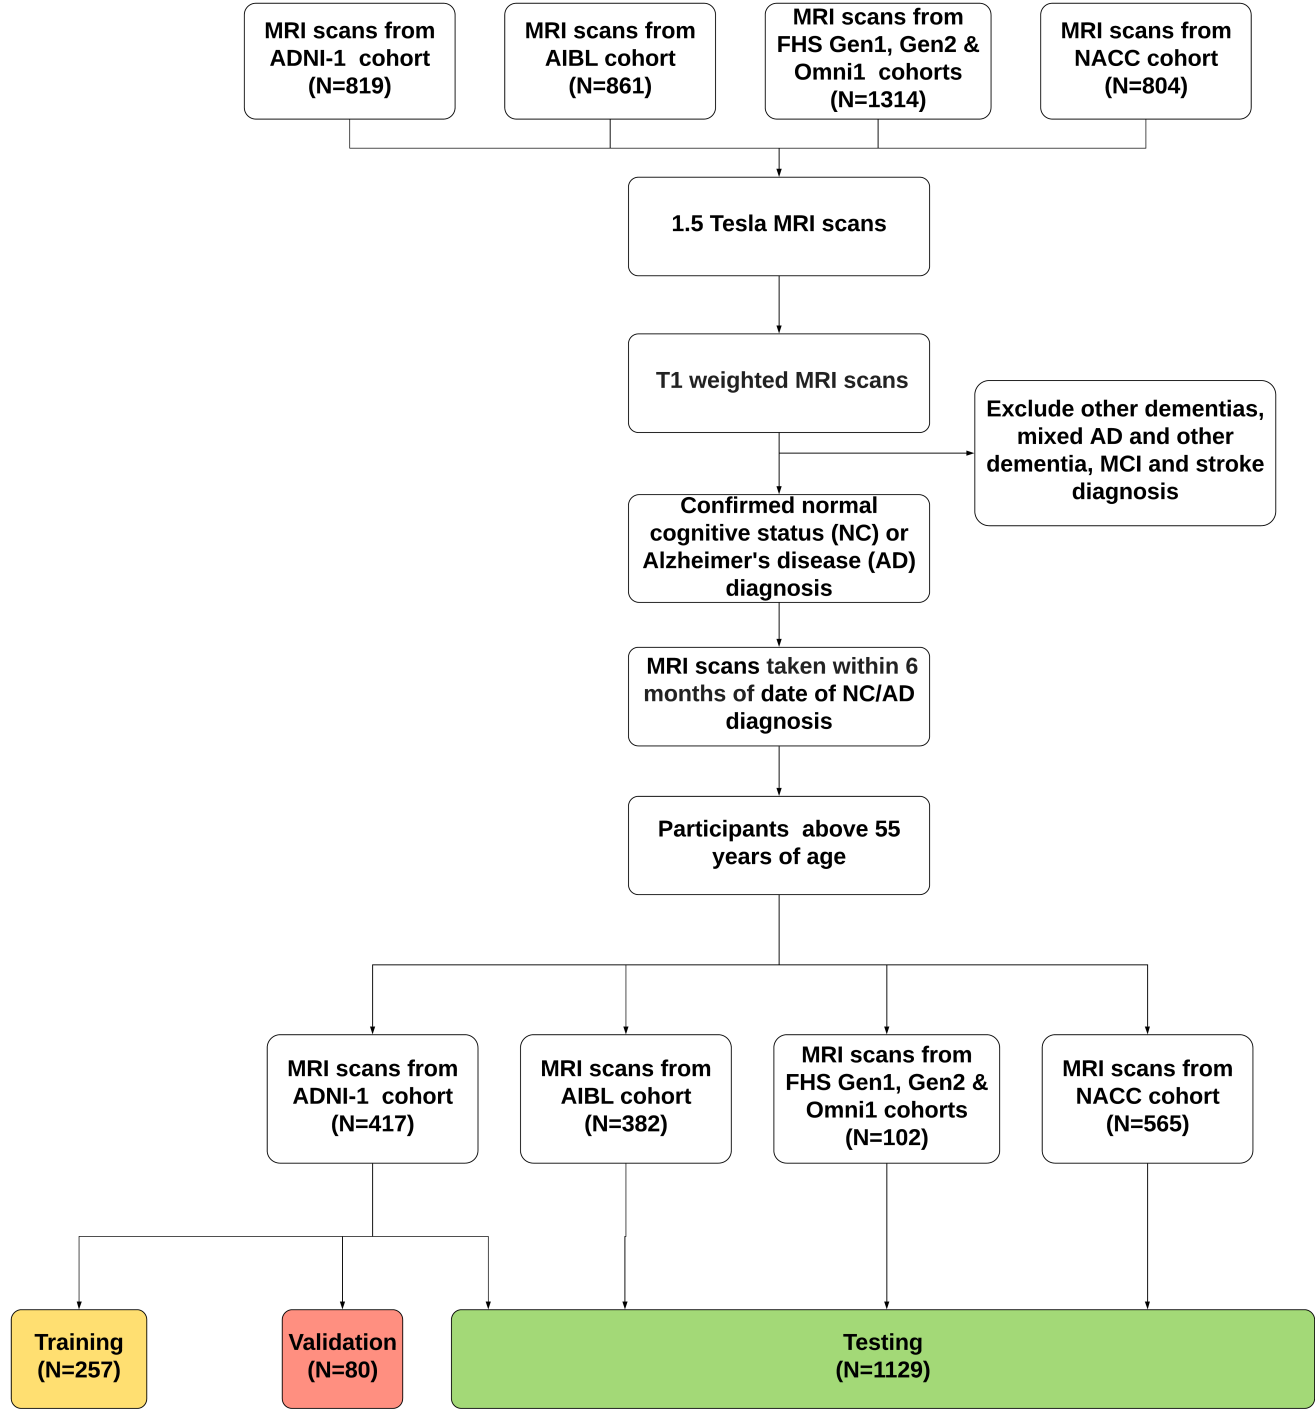 MRI scans from
ADNI-1 cohort
(N=819)
MRI scans from
AIBL cohort
(N=861)
MRI scans from
FHS Gen1, Gen2 &
Omni1 cohorts
(N=1314)
MRI scans from
NACC cohort
(N=804)
1.5 Tesla MRI scans
T1 weighted MRI scans
Exclude other dementias,
mixed AD and other
dementia, MCI and stroke
diagnosis
Confirmed normal
cognitive status (NC) or
Alzheimer's disease (AD)
diagnosis
MRI scans taken within 6
months of date of NC/AD
diagnosis
Participants above 55
years of age
MRI scans from
ADNI-1 cohort
(N=417)
MRI scans from
AIBL cohort
(N=382)
MRI scans from
FHS Gen1, Gen2 &
Omni1 cohorts
(N=102)
MRI scans from
NACC cohort
(N=565)
Training
(N=257)
Validation
(N=80)
Testing
(N=1129)